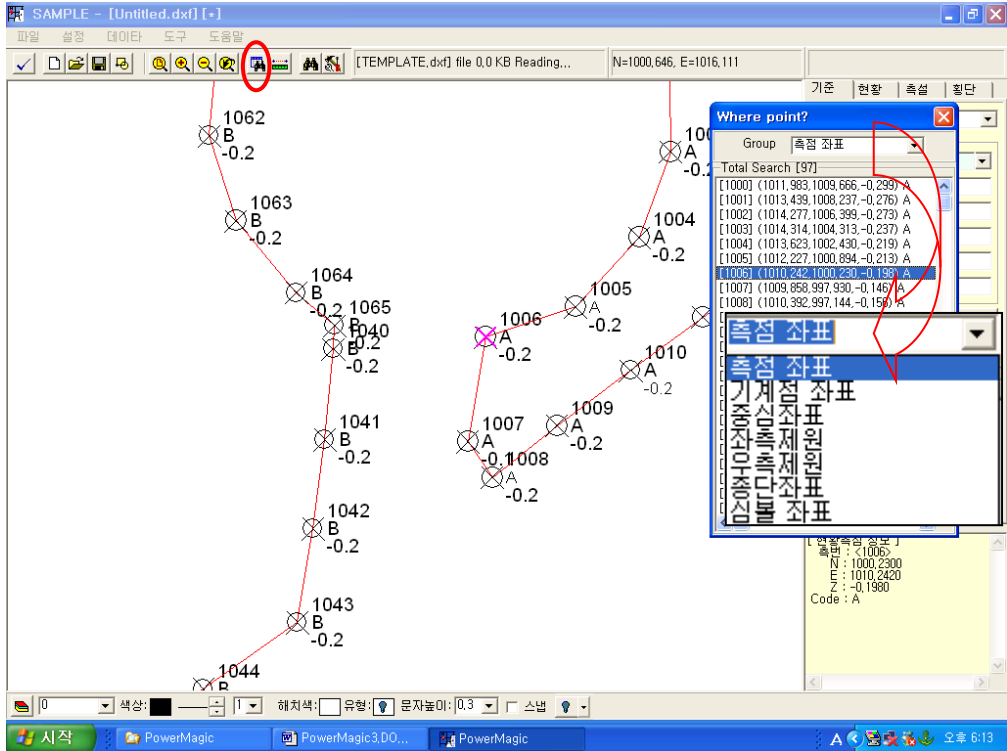 SAMPLE - [Untitled.dxf] [*]
파일 설정 데이타 도구 도움말
[TEMPLATE.dxf] file 0.0 KB Reading...
N=1000.646, E=1016.111
기준 현황 측설 횡단
Where point?
Group 측점 좌표
Total Search [97]
[1000] (1011.983,1009.666,-0.299) A
[1001] (1013.439,1008.237,-0.276) A
[1002] (1014.277,1006.399,-0.273) A
[1003] (1014.314,1004.313,-0.237) A
[1004] (1013.623,1002.430,-0.219) A
[1005] (1012.227,1000.894,-0.213) A
[1006] (1010.242,1000.230,-0.198) A
[1007] (1009.858,997.930,-0.146) A
[1008] (1010.392,997.144,-0.156) A
측점 좌표
측점 좌표
기계점 좌표
중심좌표
좌측제원
우측제원
종단좌표
심볼 좌표
[ 현황측점 정보 ]
측번 : <1006>
N : 1000.2300
E : 1010.2420
Z : -0.1980
Code : A
1062
B
-0.2
1063
B
-0.2
1064
B
-0.2
1065
B
-0.2
1040
B
-0.2
1041
B
-0.2
1042
B
-0.2
1043
B
-0.2
1044
B
A
1004
A
-0.2
1005
A
-0.2
1006
A
-0.2
1007
A
-0.1
1008
A
-0.2
1009
A
-0.2
1010
A
-0.2
0 색상: 1 해치색: 유형: 문자높이: 0.3 스냅
시작 PowerMagic PowerMagic3.DO... PowerMagic A 오후 6:13